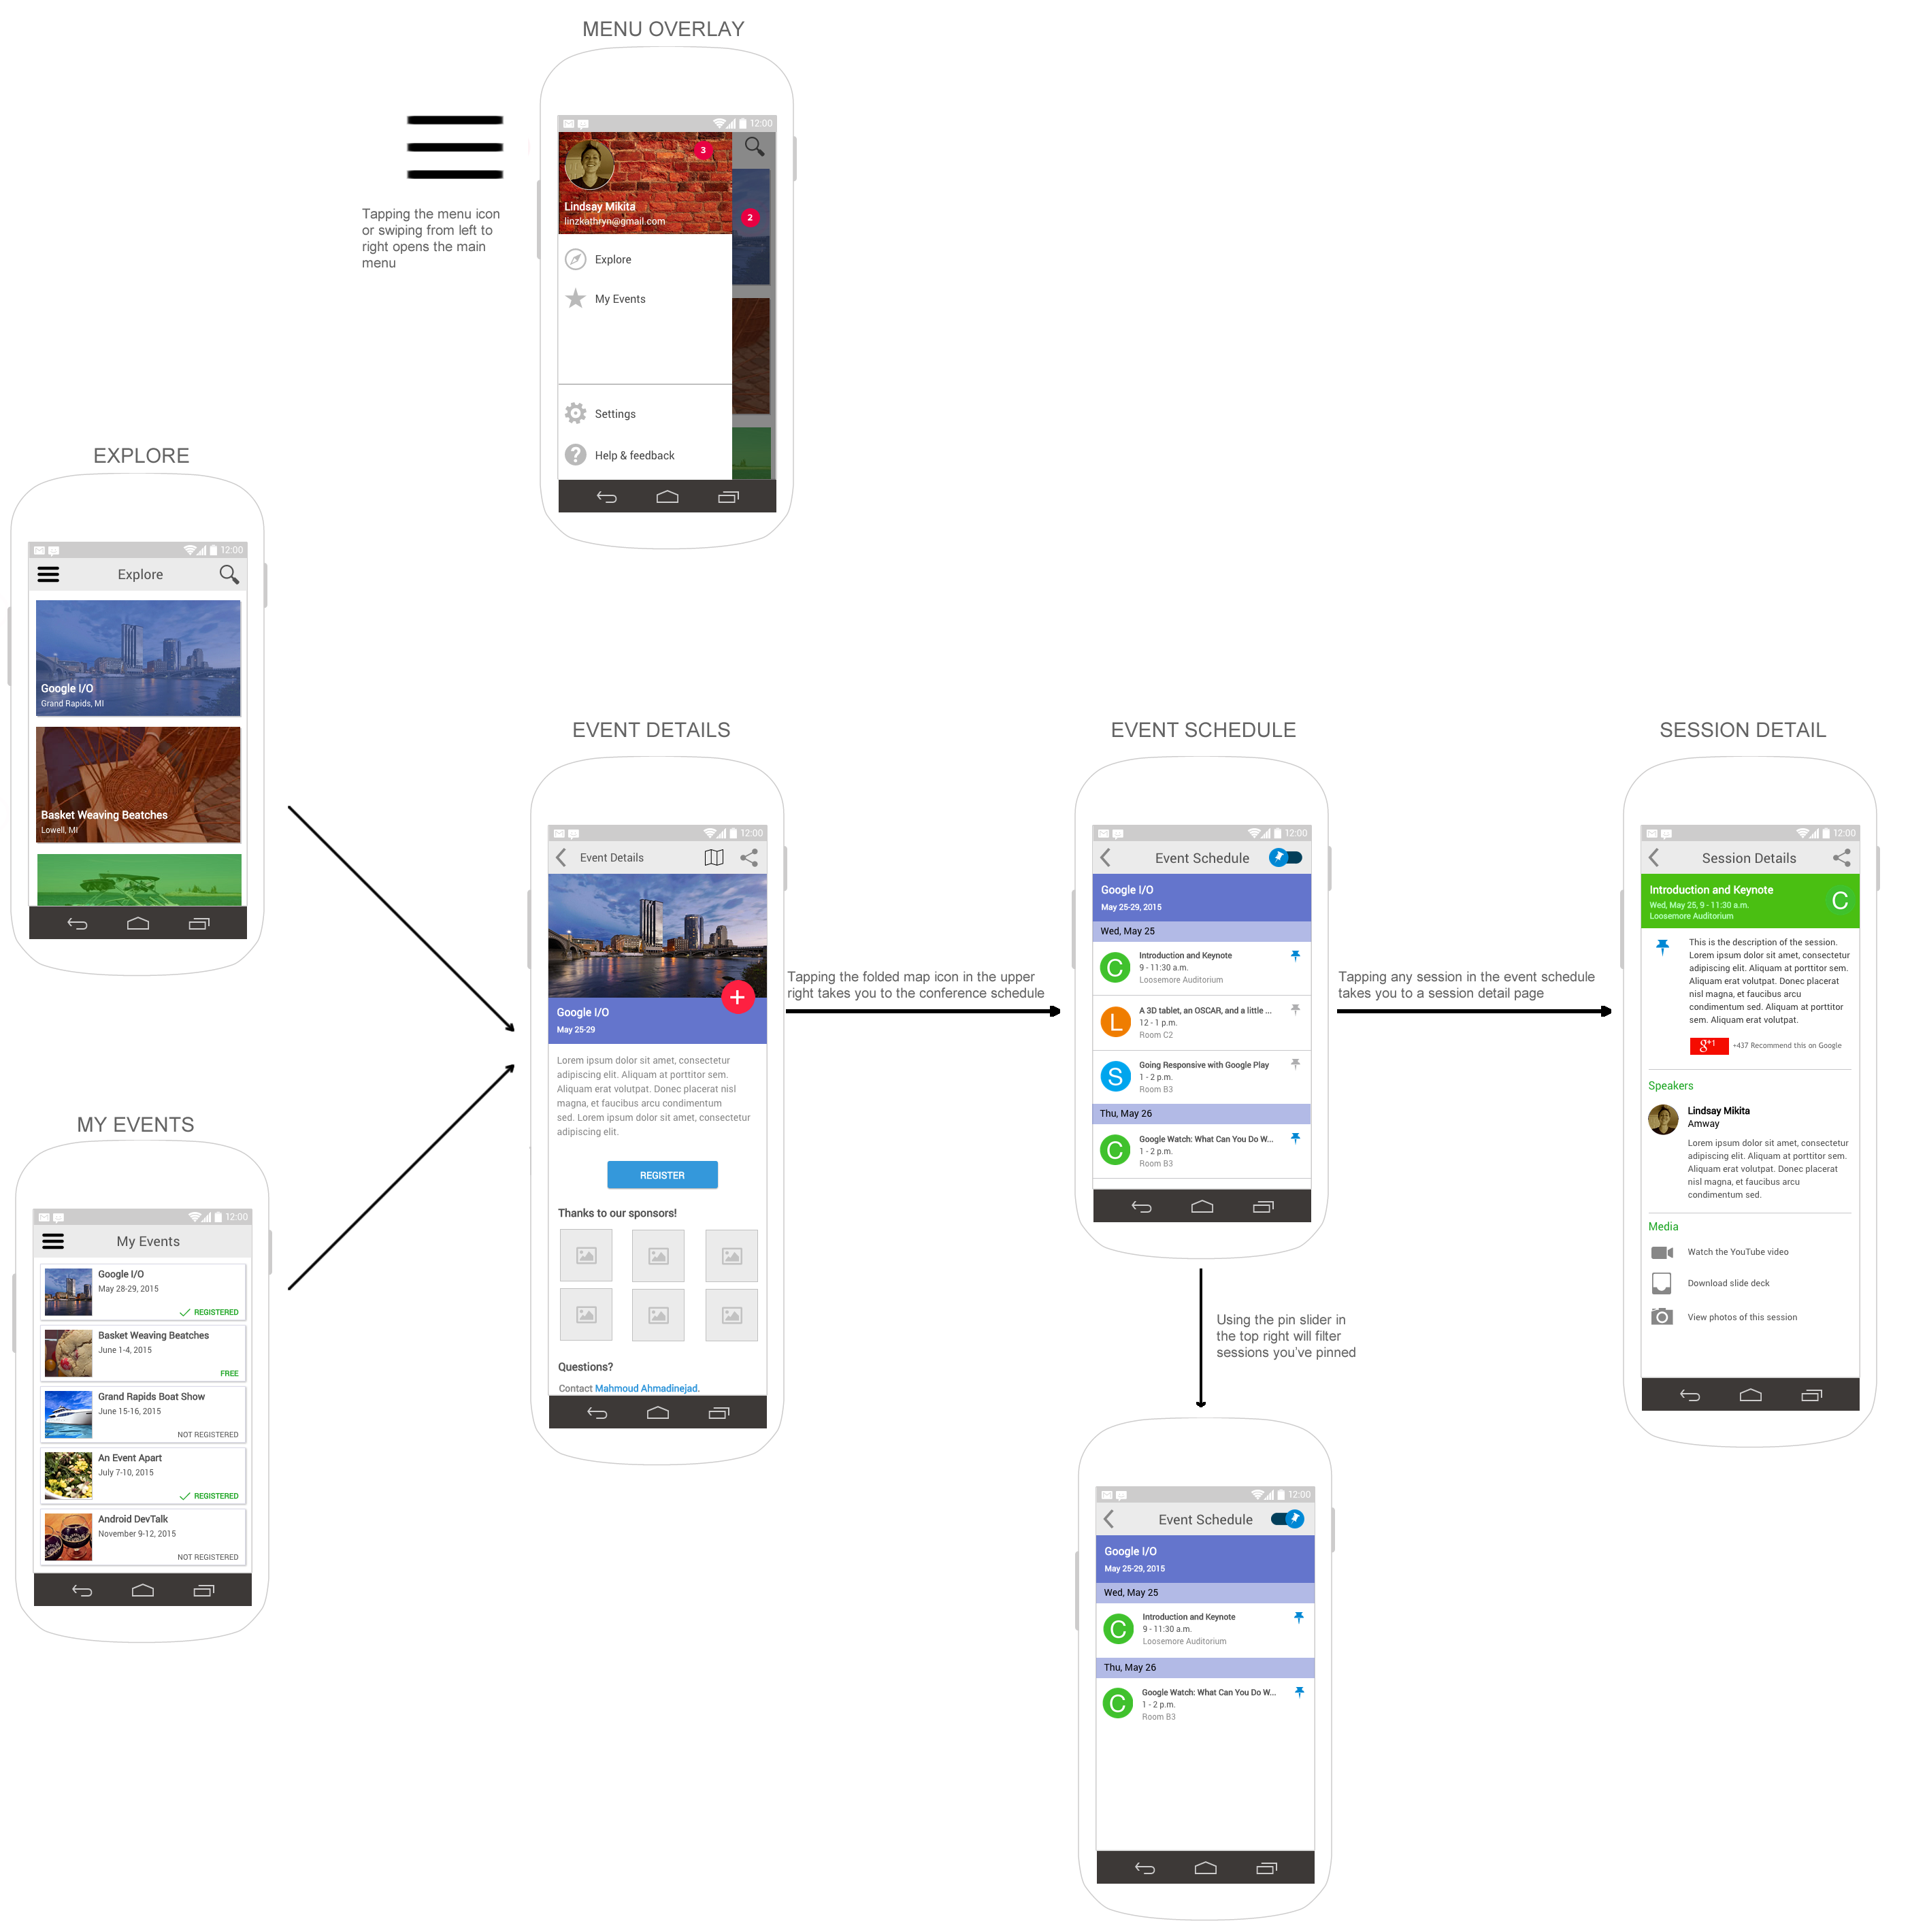 MENU OVERLAY
12:00
3
Lindsay Mikita
linzkathryn@gmail.com
2
Tapping the menu icon
or swiping from left to
right opens the main
menu
Explore
My Events
Settings
Help & feedback
EXPLORE
12:00
Explore
Google I/O
Grand Rapids, MI
Basket Weaving Beatches
Lowell, MI
MY EVENTS
12:00
My Events
Google I/O
May 28-29, 2015
REGISTERED
Basket Weaving Beatches
June 1-4, 2015
FREE
Grand Rapids Boat Show
June 15-16, 2015
NOT REGISTERED
An Event Apart
July 7-10, 2015
REGISTERED
Android DevTalk
November 9-12, 2015
NOT REGISTERED
EVENT DETAILS
12:00
Event Details
Google I/O
May 25-29
Lorem ipsum dolor sit amet, consectetur
adipiscing elit. Aliquam at porttitor sem.
Aliquam erat volutpat. Donec placerat nisl
magna, et faucibus arcu condimentum
sed. Lorem ipsum dolor sit amet, consectetur
adipiscing elit.
REGISTER
Thanks to our sponsors!
Questions?
Contact Mahmoud Ahmadinejad.
Tapping the folded map icon in the upper
right takes you to the conference schedule
EVENT SCHEDULE
12:00
Event Schedule
Google I/O
May 25-29, 2015
Wed, May 25
C
Introduction and Keynote
9 - 11:30 a.m.
Loosemore Auditorium
L
A 3D tablet, an OSCAR, and a little ...
12 - 1 p.m.
Room C2
S
Going Responsive with Google Play
1 - 2 p.m.
Room B3
Thu, May 26
C
Google Watch: What Can You Do W...
1 - 2 p.m.
Room B3
Tapping any session in the event schedule
takes you to a session detail page
Using the pin slider in
the top right will filter
sessions you've pinned
12:00
Event Schedule
Google I/O
May 25-29, 2015
Wed, May 25
C
Introduction and Keynote
9 - 11:30 a.m.
Loosemore Auditorium
Thu, May 26
C
Google Watch: What Can You Do W...
1 - 2 p.m.
Room B3
SESSION DETAIL
12:00
Session Details
Introduction and Keynote
Wed, May 25, 9 - 11:30 a.m.
Loosemore Auditorium
C
This is the description of the session.
Lorem ipsum dolor sit amet, consectetur
adipiscing elit. Aliquam at porttitor sem.
Aliquam erat volutpat. Donec placerat
nisl magna, et faucibus arcu
condimentum sed. Aliquam at porttitor
sem. Aliquam erat volutpat.
g+1 +437 Recommend this on Google
Speakers
Lindsay Mikita
Amway
Lorem ipsum dolor sit amet, consectetur
adipiscing elit. Aliquam at porttitor sem.
Aliquam erat volutpat. Donec placerat
nisl magna, et faucibus arcu
condimentum sed.
Media
Watch the YouTube video
Download slide deck
View photos of this session